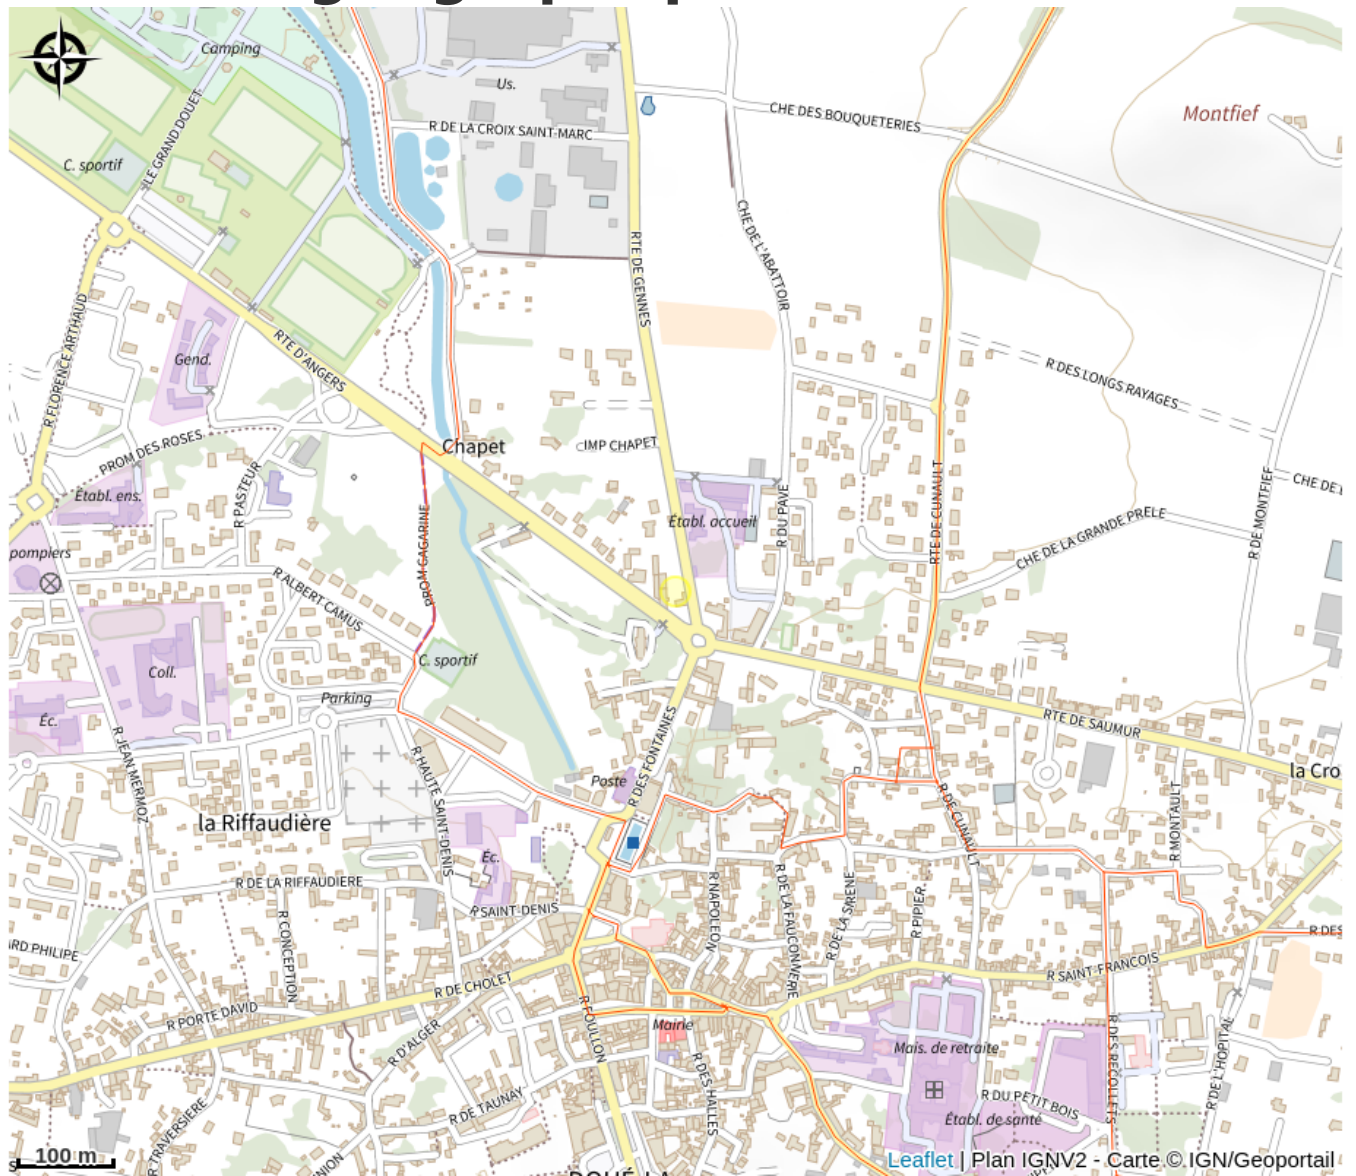 Camping
Us.
R DE LA CROIX SAINT-MARC
CHE DES BOUQUETERIES
Montfief
LE GRAND DOUET
C. sportif
CHE DE L'ABATTOIR
RTE DE GENNES
R FLORENCE ARTHAUD
Gend.
RTE D'ANGERS
R DES LONGS RAYAGES
Chapet
IMP CHAPET
PROM DES ROSES
R PASTEUR
Établ. ens.
RTE DE CUNAULT
R DE MONTFIEF
CHE DE
Établ. accueil
R DU PAVE
CHE DE LA GRANDE PRELE
PROM GAGARINE
pompiers
R ALBERT CAMUS
C. sportif
Coll.
Parking
Éc.
R JEAN MERMOZ
R HAUTE SAINT-DENIS
R DES FONTAINES
RTE DE SAUMUR
Poste
la Cro
la Riffaudière
R DE CUNAULT
R MONTAULT
Éc.
R DE LA RIFFAUDIERE
R SAINT-DENIS
R NAPOLEON
R DE LA FAUCONNERIE
R DE LA SIRENE
R PIPIER
R CONCEPTION
ARD PHILIPE
R DES
R SAINT-FRANCOIS
R DE CHOLET
R PORTE DAVID
R D'ALGER
R FOULLON
Mairie
Mais. de retraite
R DES RECOLLETS
R DE L'HOPITAL
R DES HALLES
R DE TAUNAY
R DU PETIT BOIS
Établ. de santé
R TRAVERSIERE
UNION
100 m
DOUÉ-LA
Leaflet | Plan IGNV2 - Carte © IGN/Geoportail